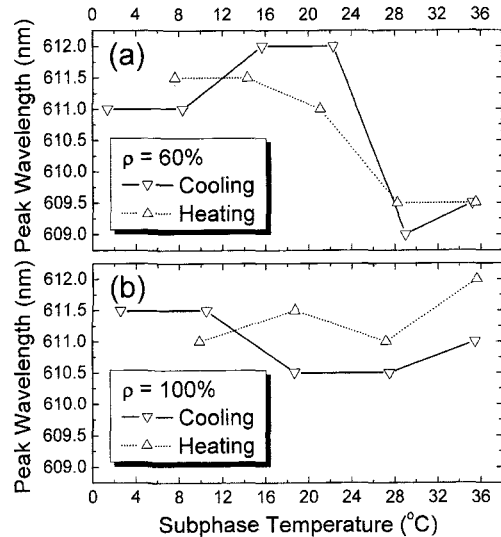 0 4 8 12 16 20 24 28 32 36
Peak Wavelength (nm)
612.0
611.5
611.0
610.5
610.0
609.5
609.0
(a)
ρ = 60%
Cooling
Heating
Peak Wavelength (nm)
612.0
611.5
611.0
610.5
610.0
609.5
609.0
(b)
ρ = 100%
Cooling
Heating
0 4 8 12 16 20 24 28 32 36
Subphase Temperature (°C)